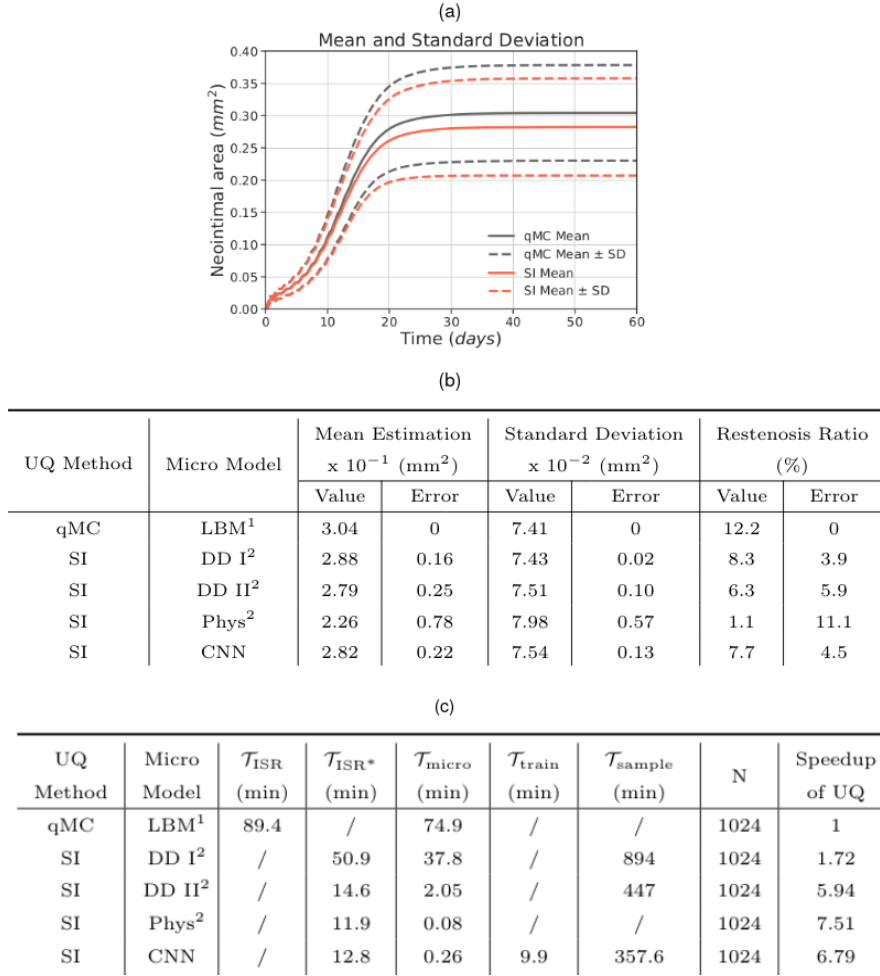 (a)
Mean and Standard Deviation
0.40
0.35
0.30
0.25
0.20
0.15
0.10
0.05
0.00
Neointimal area (mm²)
qMC Mean
qMC Mean ± SD
SI Mean
SI Mean ± SD
0 10 20 30 40 50 60
Time (days)
(b)
Mean Estimation Standard Deviation Restenosis Ratio
UQ Method Micro Model x 10⁻¹ (mm²) x 10⁻² (mm²) (%)
Value Error Value Error Value Error
qMC LBM¹ 3.04 0 7.41 0 12.2 0
SI DD I² 2.88 0.16 7.43 0.02 8.3 3.9
SI DD II² 2.79 0.25 7.51 0.10 6.3 5.9
SI Phys² 2.26 0.78 7.98 0.57 1.1 11.1
SI CNN 2.82 0.22 7.54 0.13 7.7 4.5
(c)
UQ Micro 𝒯ISR 𝒯ISR* 𝒯micro 𝒯train 𝒯sample N Speedup
Method Model (min) (min) (min) (min) (min) of UQ
qMC LBM¹ 89.4 / 74.9 / / 1024 1
SI DD I² / 50.9 37.8 / 894 1024 1.72
SI DD II² / 14.6 2.05 / 447 1024 5.94
SI Phys² / 11.9 0.08 / / 1024 7.51
SI CNN / 12.8 0.26 9.9 357.6 1024 6.79